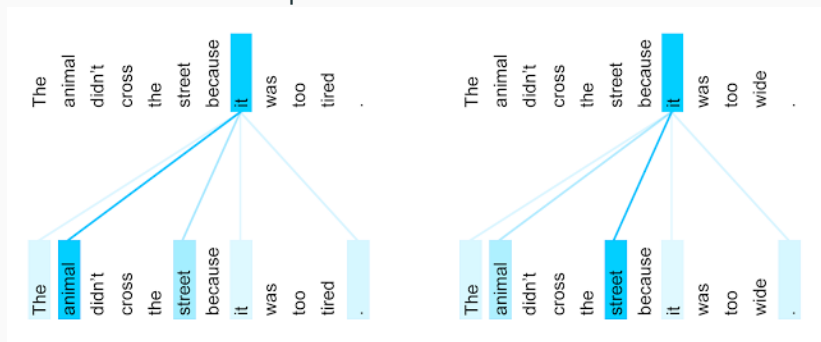 The animal didn't cross the street because it was too tired .
The animal didn't cross the street because it was too wide .
The animal didn't cross the street because it was too tired .
The animal didn't cross the street because it was too wide .